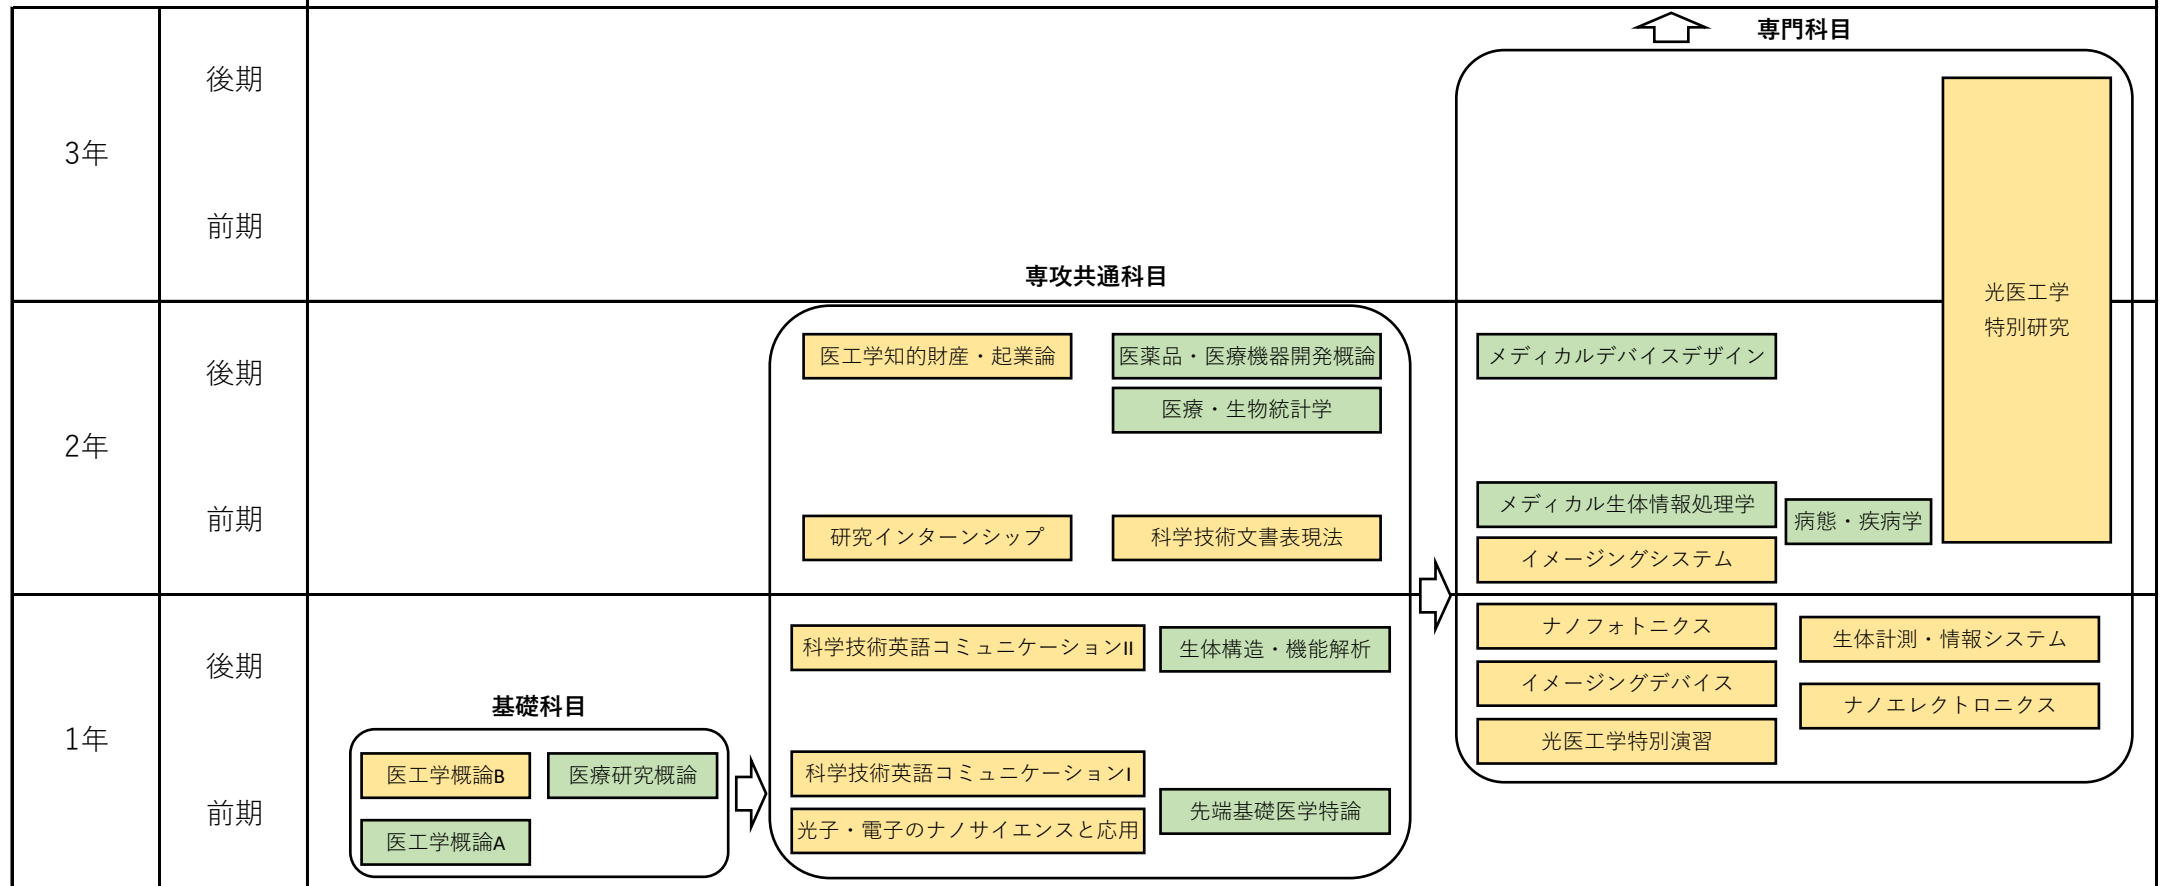 専門科目
3年
後期
前期
光医工学
特別研究
専攻共通科目
2年
後期
医工学知的財産・起業論
医薬品・医療機器開発概論
医療・生物統計学
メディカルデバイスデザイン
前期
研究インターンシップ
科学技術文書表現法
メディカル生体情報処理学
病態・疾病学
イメージングシステム
1年
後期
科学技術英語コミュニケーションII
生体構造・機能解析
ナノフォトニクス
生体計測・情報システム
イメージングデバイス
ナノエレクトロニクス
光医工学特別演習
基礎科目
前期
医工学概論B
医療研究概論
医工学概論A
科学技術英語コミュニケーションI
光子・電子のナノサイエンスと応用
先端基礎医学特論